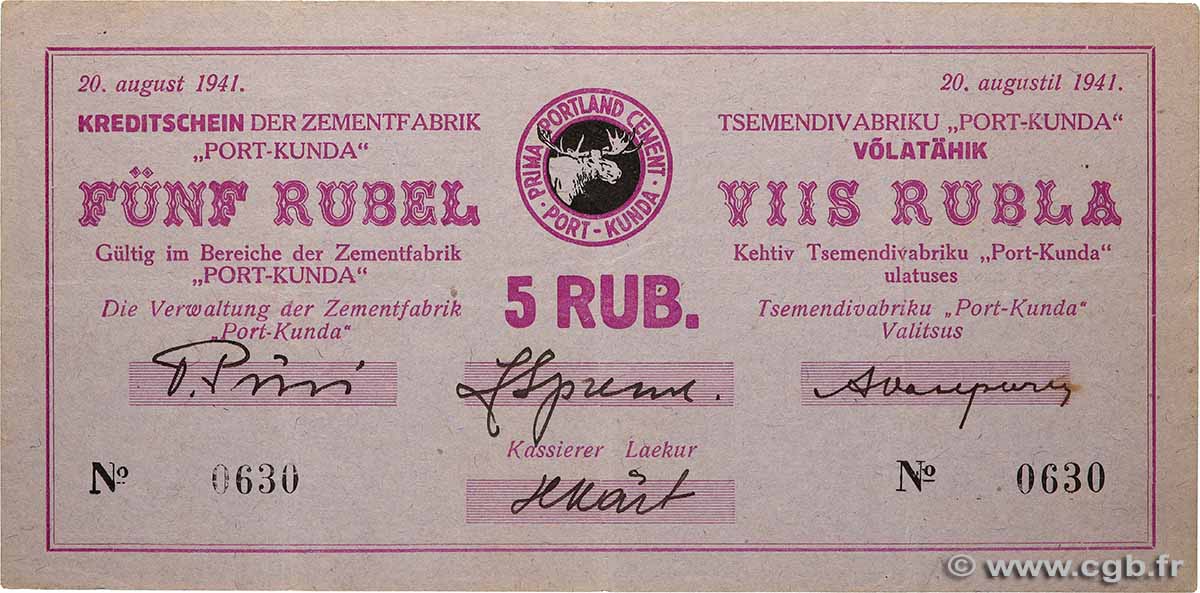 20. august 1941.
KREDITSCHEIN DER ZEMENTFABRIK
„PORT-KUNDA“
FÜNF RUBEL
Gültig im Bereiche der Zementfabrik
„PORT-KUNDA“
Die Verwaltung der Zementfabrik
„Port-Kunda“
PRIMA PORTLAND CEMENT
PORT-KUNDA
5 RUB.
20. augustil 1941.
TSEMENDIVABRIKU „PORT-KUNDA“
VÕLATÄHIK
VIIS RUBLA
Kehtiv Tsemendivabriku „Port-Kunda“
ulatuses
Tsemendivabriku „Port-Kunda“
Valitsus
Kassierer Laekur
№ 0630
№ 0630
© www.cgb.fr